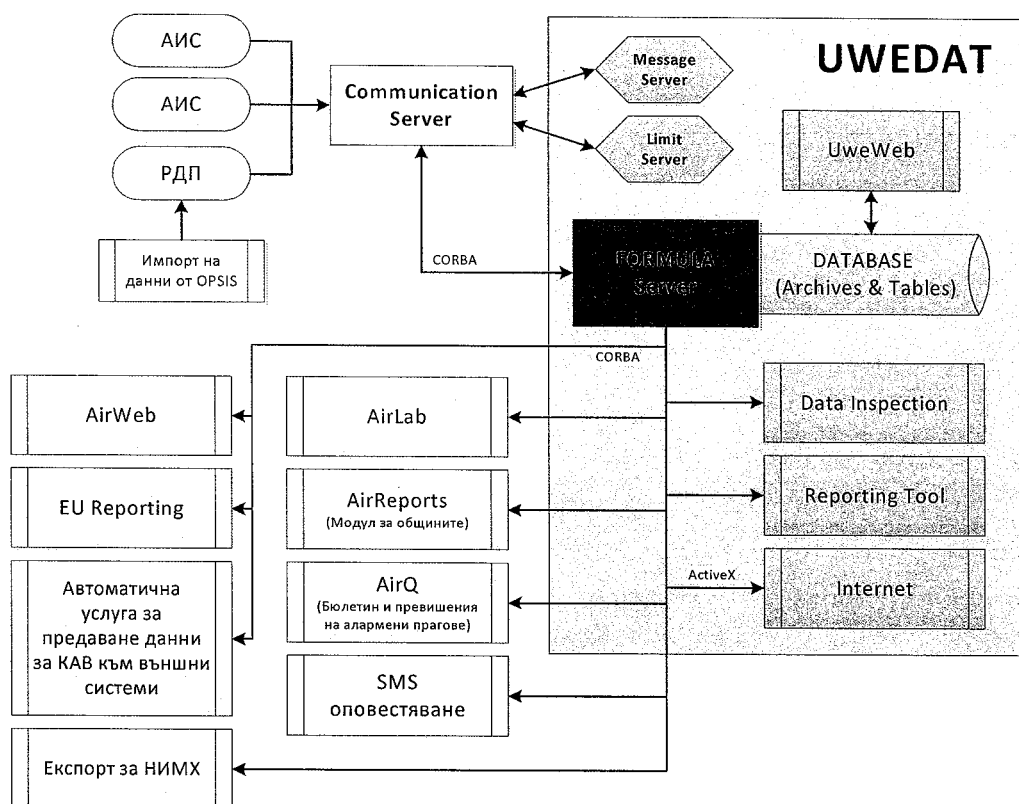 АИС
АИС
РДП
Импорт на
данни от OPSIS
Communication
Server
Message
Server
Limit
Server
UWEDAT
UweWeb
CORBA
FORMULA
Server
DATABASE
(Archives & Tables)
CORBA
AirWeb
AirLab
Data Inspection
EU Reporting
AirReports
(Модул за общините)
Reporting Tool
Автоматична
услуга за
предаване данни
за КАВ към външни
системи
AirQ
(Бюлетин и превишения
на алармени прагове)
ActiveX
Internet
SMS
оповестяване
Експорт за НИМХ